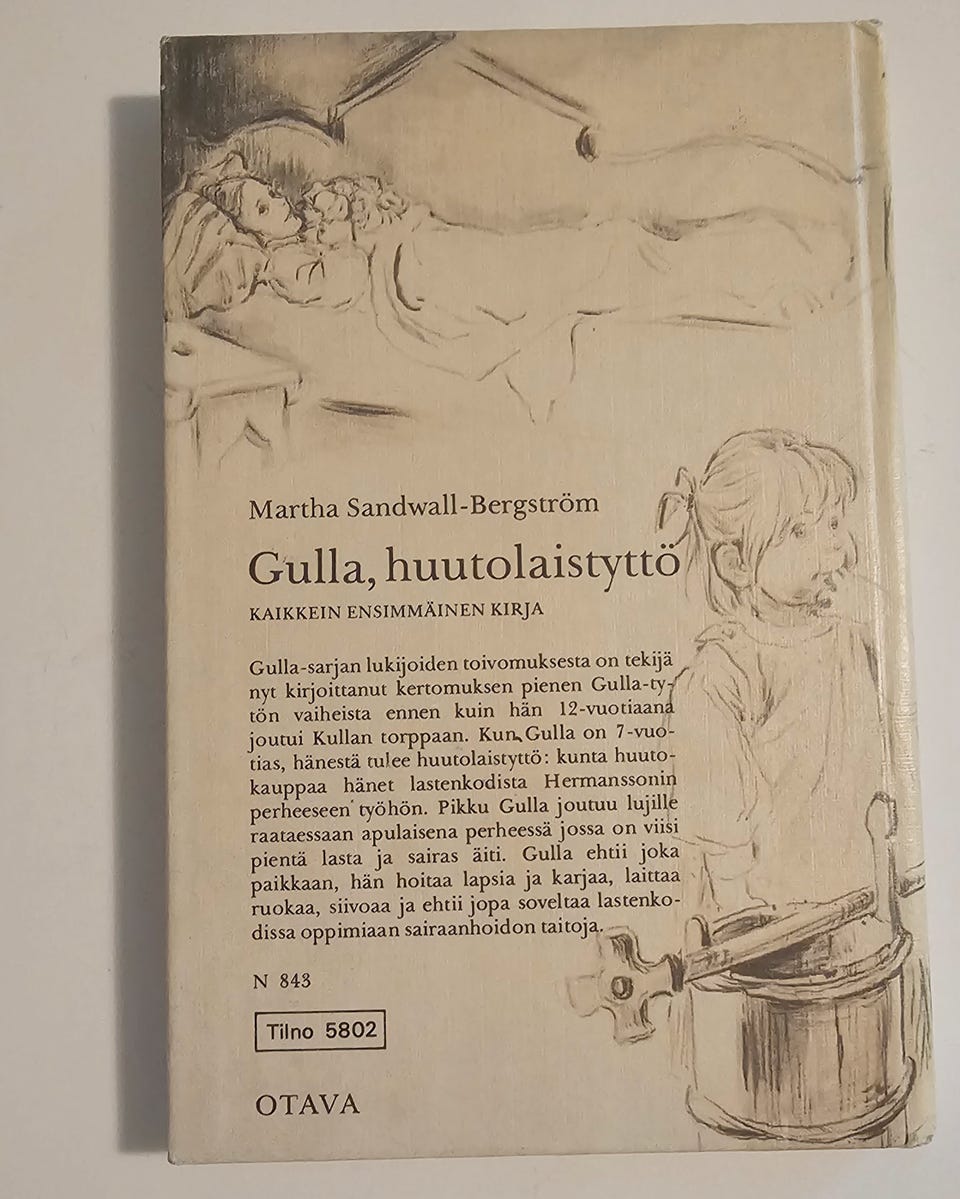 Martha Sandwall-Bergström
Gulla, huutolaistyttö
KAIKKEIN ENSIMMÄINEN KIRJA
Gulla-sarjan lukijoiden toivomuksesta on tekijä
nyt kirjoittanut kertomuksen pienen Gulla-ty-
tön vaiheista ennen kuin hän 12-vuotiaana
joutui Kullan torppaan. Kun Gulla on 7-vuo-
tias, hänestä tulee huutolaistyttö: kunta huuto-
kauppaa hänet lastenkodista Hermanssonin
perheeseen työhön. Pikku Gulla joutuu lujille
raataessaan apulaisena perheessä jossa on viisi
pientä lasta ja sairas äiti. Gulla ehtii joka
paikkaan, hän hoitaa lapsia ja karjaa, laittaa
ruokaa, siivoaa ja ehtii jopa soveltaa lastenko-
dissa oppimiaan sairaanhoidon taitoja.
N 843
Tilno 5802
OTAVA